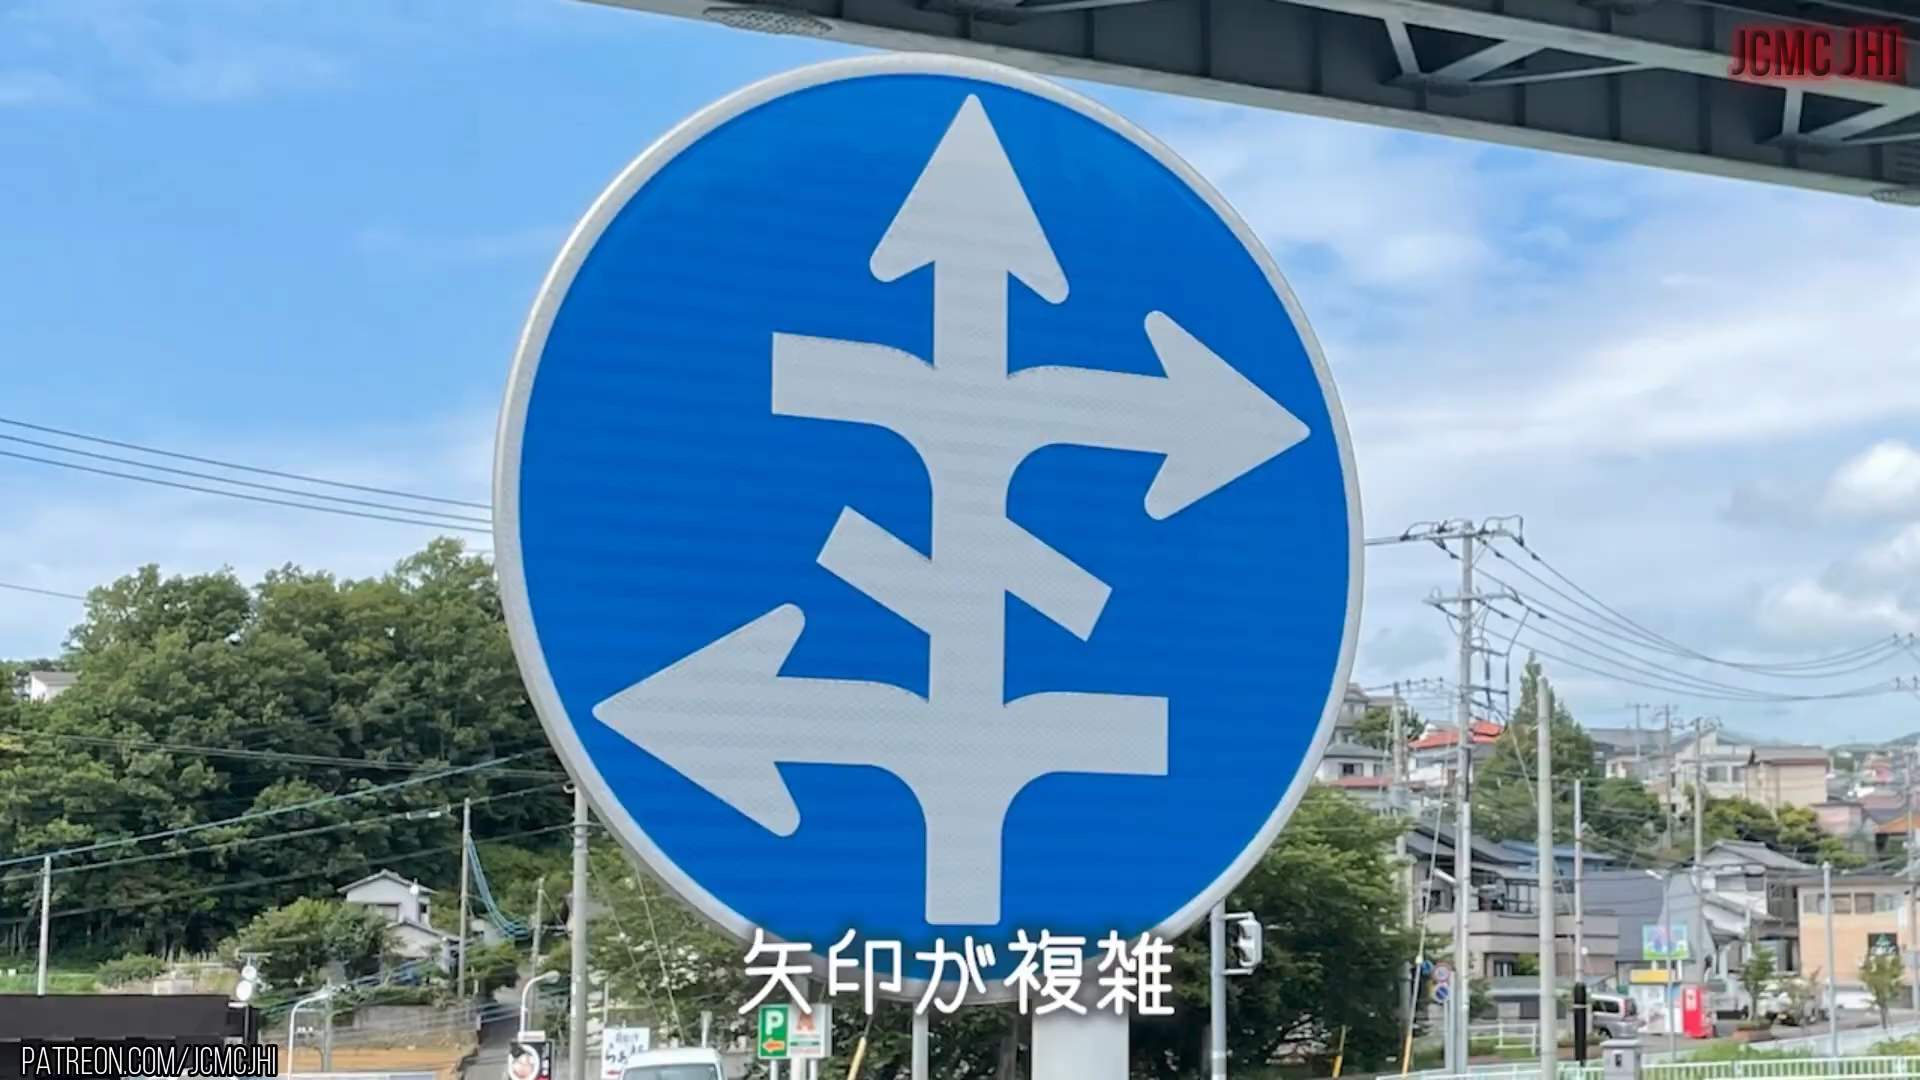 JCMC JHI
矢印が複雑
P
PATREON.COM/JCMCJHI